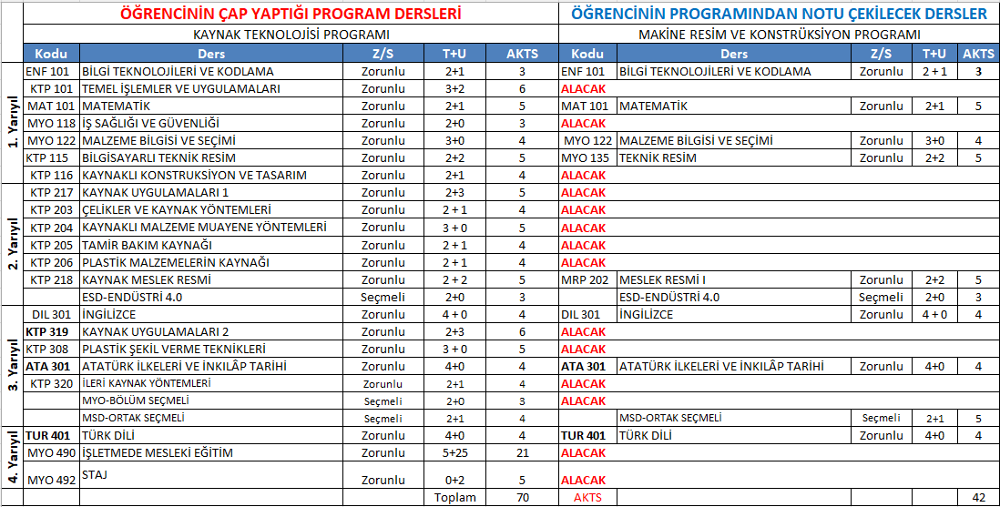 ÖĞRENCİNİN ÇAP YAPTIĞI PROGRAM DERSLERİ ÖĞRENCİNİN PROGRAMINDAN NOTU ÇEKİLECEK DERSLER
KAYNAK TEKNOLOJİSİ PROGRAMI MAKİNE RESİM VE KONSTRÜKSİYON PROGRAMI
Kodu Ders Z/S T+U AKTS Kodu Ders Z/S T+U AKTS
1. Yarıyıl
ENF 101 BİLGİ TEKNOLOJİLERİ VE KODLAMA Zorunlu 2+1 3 ENF 101 BİLGİ TEKNOLOJİLERİ VE KODLAMA Zorunlu 2 + 1 3
KTP 101 TEMEL İŞLEMLER VE UYGULAMALARI Zorunlu 3+2 6 ALACAK
MAT 101 MATEMATİK Zorunlu 2+1 5 MAT 101 MATEMATİK Zorunlu 2+1 5
MYO 118 İŞ SAĞLIĞI VE GÜVENLİĞİ Zorunlu 2+0 3 ALACAK
MYO 122 MALZEME BİLGİSİ VE SEÇİMİ Zorunlu 3+0 4 MYO 122 MALZEME BİLGİSİ VE SEÇİMİ Zorunlu 3+0 4
KTP 115 BİLGİSAYARLI TEKNİK RESİM Zorunlu 2+2 5 MYO 135 TEKNİK RESİM Zorunlu 2+2 5
KTP 116 KAYNAKLI KONSTRUKSİYON VE TASARIM Zorunlu 2+1 4 ALACAK
2. Yarıyıl
KTP 217 KAYNAK UYGULAMALARI 1 Zorunlu 2+3 5 ALACAK
KTP 203 ÇELİKLER VE KAYNAK YÖNTEMLERİ Zorunlu 2 + 1 4 ALACAK
KTP 204 KAYNAKLI MALZEME MUAYENE YÖNTEMLERİ Zorunlu 3 + 0 5 ALACAK
KTP 205 TAMİR BAKIM KAYNAĞI Zorunlu 2 + 1 4 ALACAK
KTP 206 PLASTİK MALZEMELERİN KAYNAĞI Zorunlu 2 + 1 4 ALACAK
KTP 218 KAYNAK MESLEK RESMİ Zorunlu 2 + 2 5 MRP 202 MESLEK RESMİ I Zorunlu 2+2 5
ESD-ENDÜSTRİ 4.0 Seçmeli 2+0 3 ESD-ENDÜSTRİ 4.0 Seçmeli 2+0 3
3. Yarıyıl
DIL 301 İNGİLİZCE Zorunlu 4 + 0 4 DIL 301 İNGİLİZCE Zorunlu 4 + 0 4
KTP 319 KAYNAK UYGULAMALARI 2 Zorunlu 2+3 6 ALACAK
KTP 308 PLASTİK ŞEKİL VERME TEKNİKLERİ Zorunlu 3 + 0 5 ALACAK
ATA 301 ATATÜRK İLKELERİ VE İNKILÂP TARİHİ Zorunlu 4+0 4 ATA 301 ATATÜRK İLKELERİ VE İNKILÂP TARİHİ Zorunlu 4+0 4
KTP 320 İLERİ KAYNAK YÖNTEMLERİ Zorunlu 2+1 4 ALACAK
MYO-BÖLÜM SEÇMELİ Seçmeli 2+0 3 ALACAK
MSD-ORTAK SEÇMELİ Seçmeli 2+1 4 MSD-ORTAK SEÇMELİ Seçmeli 2+1 5
4. Yarıyıl
TUR 401 TÜRK DİLİ Zorunlu 4+0 4 TUR 401 TÜRK DİLİ Zorunlu 4+0 4
MYO 490 İŞLETMEDE MESLEKİ EĞİTİM Zorunlu 5+25 21 ALACAK
MYO 492 STAJ Zorunlu 0+2 5 ALACAK
Toplam 70 AKTS 42